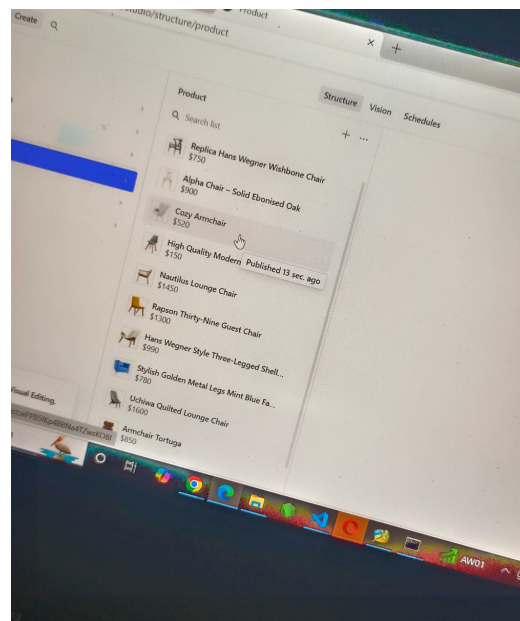 Product
studio/structure/product
Create
Structure
Vision
Schedules
Product
Search list
Replica Hans Wegner Wishbone Chair
$750
Alpha Chair – Solid Ebonised Oak
$900
Cozy Armchair
$520
High Quality Modern
$150
Published 13 sec. ago
Nautilus Lounge Chair
$1450
Rapson Thirty-Nine Guest Chair
$1300
Hans Wegner Style Three-Legged Shell...
$990
Stylish Golden Metal Legs Mint Blue Fa...
$780
Uchiwa Quilted Lounge Chair
$1600
Armchair Tortuga
$850
Visual Editing.
AW01